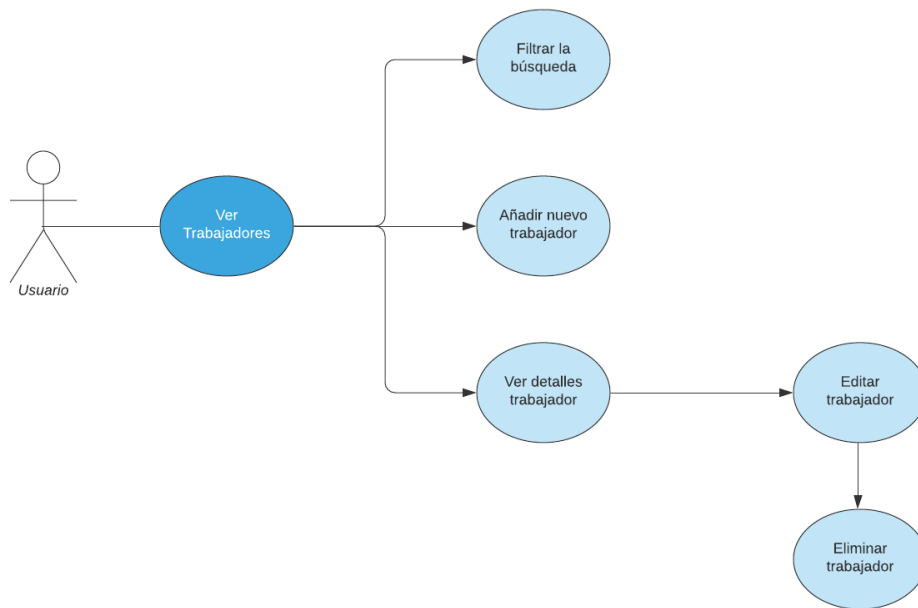 Filtrar la
búsqueda
Ver
Trabajadores
Añadir nuevo
trabajador
Usuario
Ver detalles
trabajador
Editar
trabajador
Eliminar
trabajador